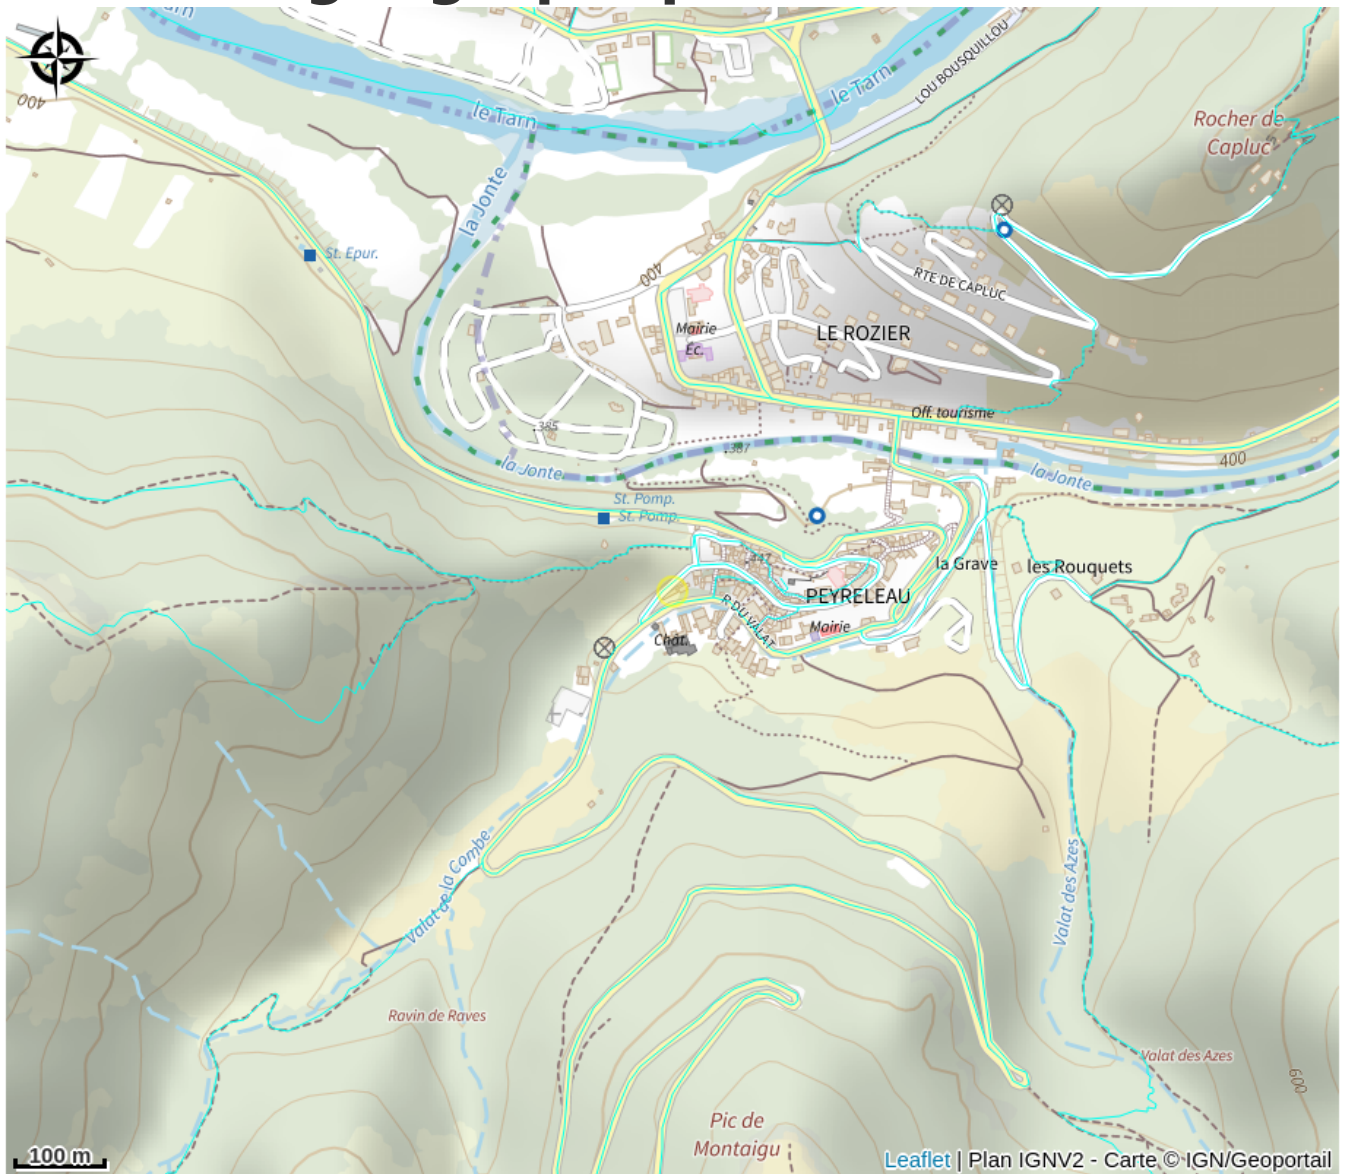 le Tarn
le Tarn
LOU BOUSQUILLOU
400
Rocher de
Capluc
la Jonte
St. Epur.
400
RTE DE CAPLUC
Mairie
Éc.
LE ROZIER
385
Off. tourisme
387
la Jonte
la Jonte
400
St. Pomp.
St. Pomp.
447
la Grave
les Rouquets
PEYRELEAU
R DU VALAT
Mairie
Chât.
Valat de la Combe
Valat des Azes
Ravin de Raves
Valat des Azes
600
Pic de
Montaigu
100 m
Leaflet | Plan IGNV2 - Carte © IGN/Geoportail